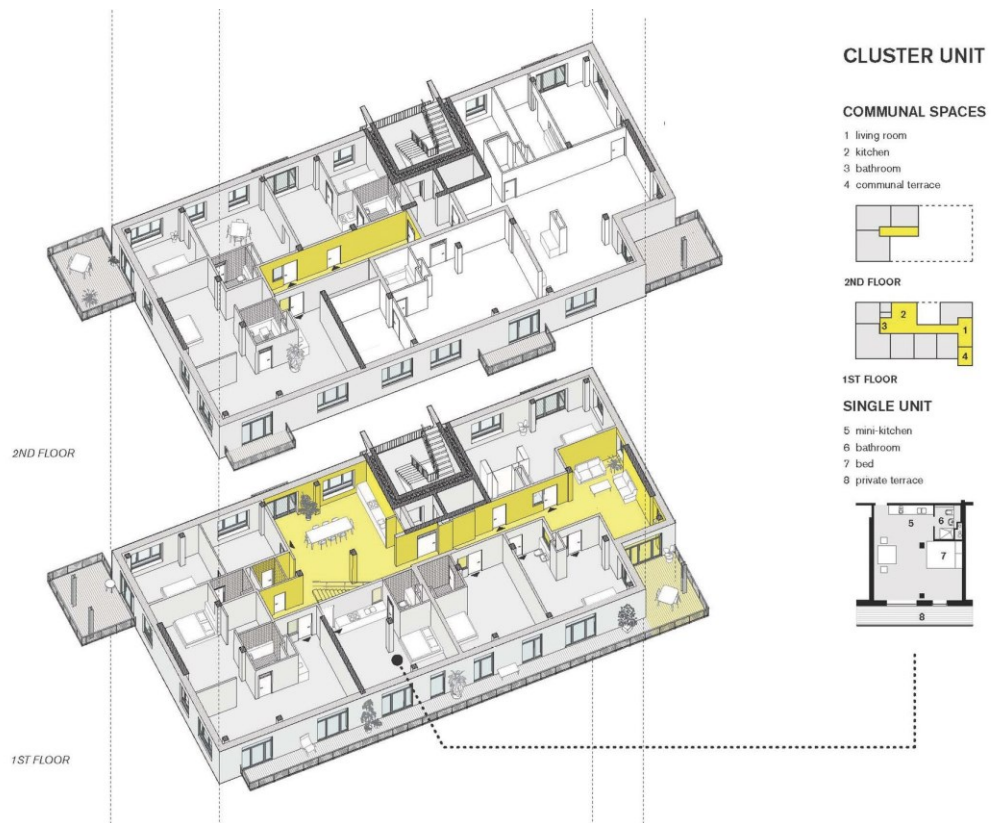 CLUSTER UNIT
COMMUNAL SPACES
1 living room
2 kitchen
3 bathroom
4 communal terrace
2ND FLOOR
2
3
1
4
1ST FLOOR
SINGLE UNIT
5 mini-kitchen
6 bathroom
7 bed
8 private terrace
5
6
7
8
2ND FLOOR
1ST FLOOR